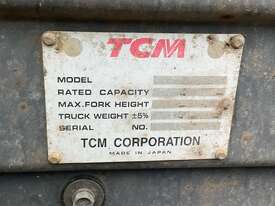 TCM
MODEL
RATED CAPACITY
MAX. FORK HEIGHT
TRUCK WEIGHT ±5%
SERIAL NO.
TCM CORPORATION
MADE IN JAPAN